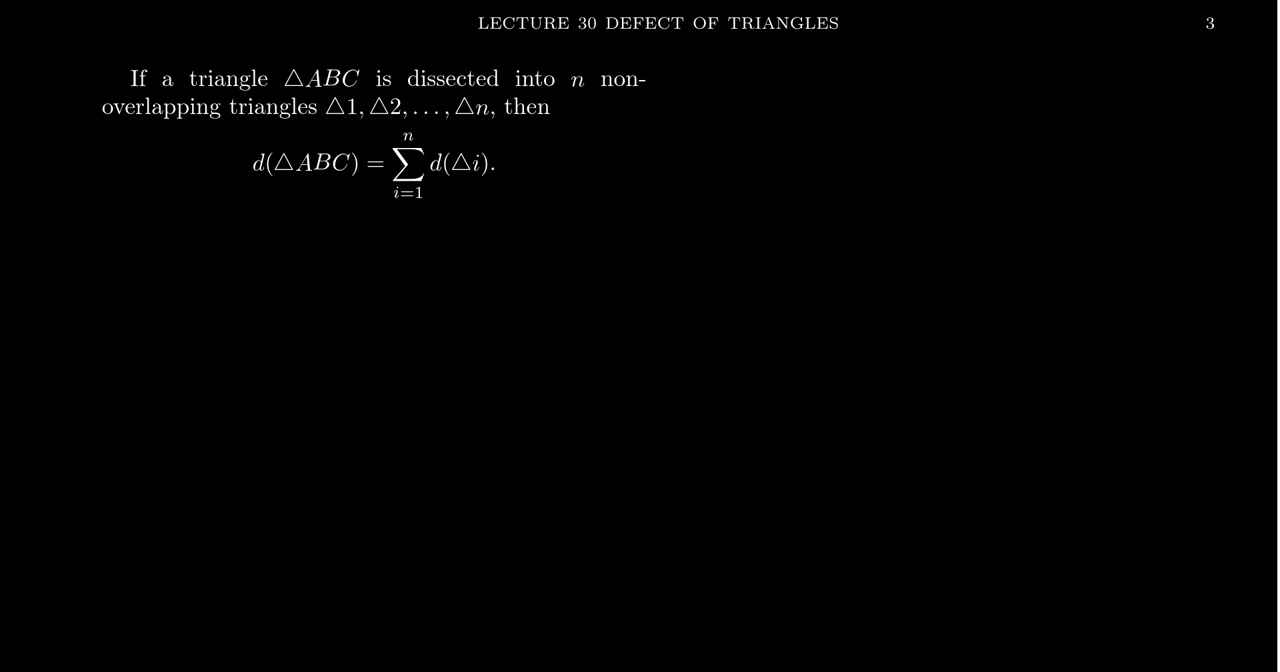 LECTURE 30 DEFECT OF TRIANGLES 3
If a triangle △ABC is dissected into n non-
overlapping triangles △1, △2, . . . , △n, then
d(△ABC) = ∑_{i=1}^{n} d(△i).